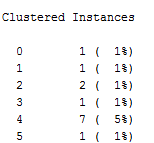 Clustered Instances
0 1 ( 1%)
1 1 ( 1%)
2 2 ( 1%)
3 1 ( 1%)
4 7 ( 5%)
5 1 ( 1%)